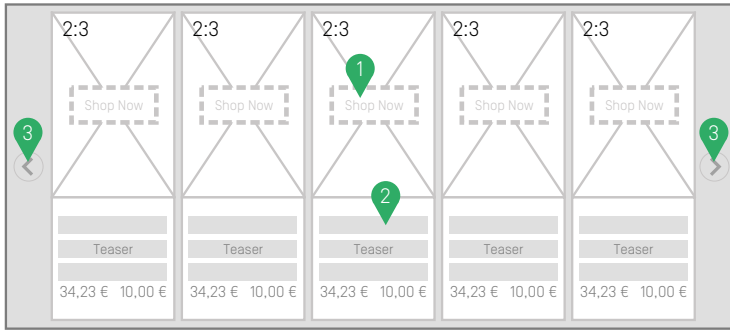 2:3 2:3 2:3 2:3 2:3
1
Shop Now Shop Now Shop Now Shop Now Shop Now
3 3
2
Teaser Teaser Teaser Teaser Teaser
34,23 € 10,00 € 34,23 € 10,00 € 34,23 € 10,00 € 34,23 € 10,00 € 34,23 € 10,00 €